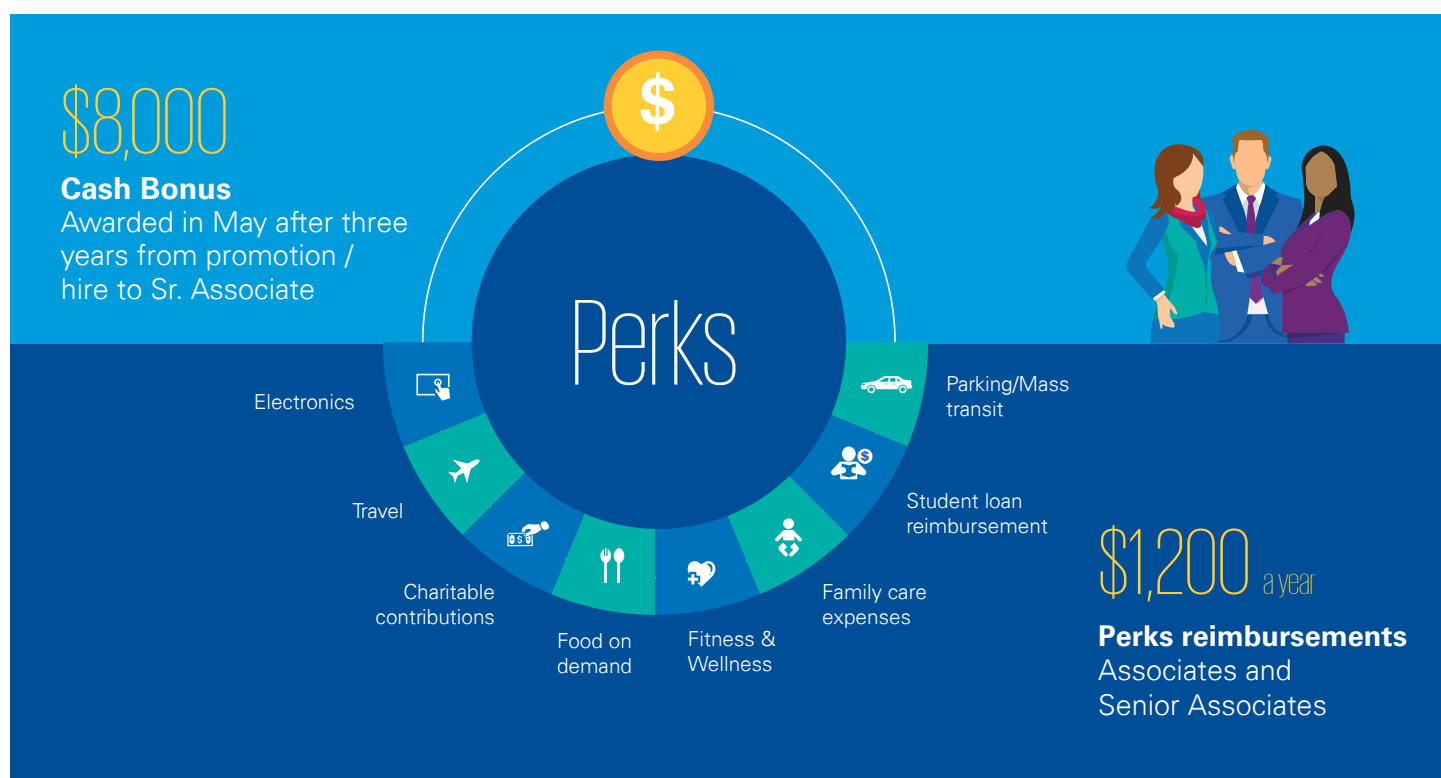 $
$8,000
Cash Bonus
Awarded in May after three
years from promotion /
hire to Sr. Associate
Perks
Electronics
Travel
Charitable
contributions
$
Food on
demand
Fitness &
Wellness
Family care
expenses
$
Student loan
reimbursement
Parking/Mass
transit
$1,200 a year
Perks reimbursements
Associates and
Senior Associates